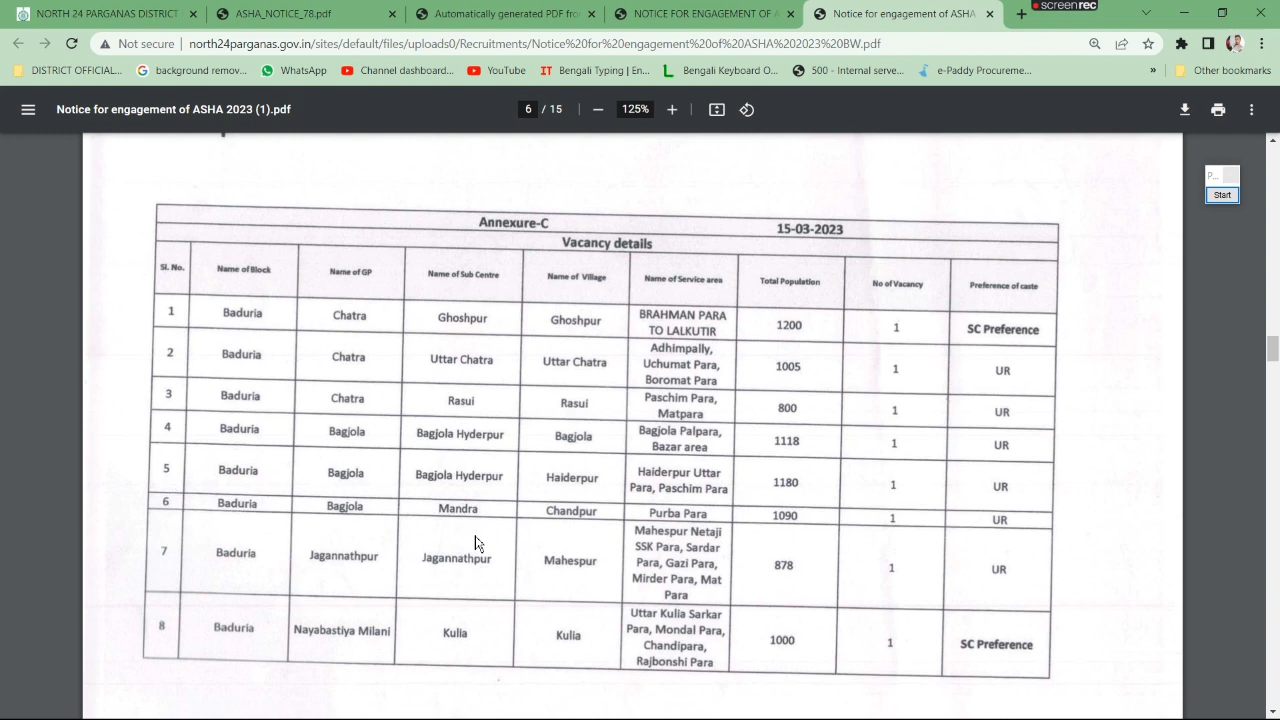 NORTH 24 PARGANAS DISTRICT
ASHA_NOTICE_78.pdf
Automatically generated PDF fro
NOTICE FOR ENGAGEMENT OF A
Notice for engagement of ASHA
screenrec
Not secure
north24parganas.gov.in/sites/default/files/uploads0/Recruitments/Notice%20for%20engagement%20of%20ASHA%202023%20BW.pdf
DISTRICT OFFICIAL...
background remov...
WhatsApp
Channel dashboard...
YouTube
IT Bengali Typing | En...
Bengali Keyboard O...
500 - Internal serve...
e-Paddy Procureme...
»
Other bookmarks
Notice for engagement of ASHA 2023 (1).pdf
6 / 15
125%
P...
Start
Annexure-C 15-03-2023
Vacancy details
Sl. No. Name of Block Name of GP Name of Sub Centre Name of Village Name of Service area Total Population No of Vacancy Preference of caste
1 Baduria Chatra Ghoshpur Ghoshpur BRAHMAN PARA
TO LALKUTIR 1200 1 SC Preference
2 Baduria Chatra Uttar Chatra Uttar Chatra Adhimpally,
Uchumat Para,
Boromat Para 1005 1 UR
3 Baduria Chatra Rasui Rasui Paschim Para,
Matpara 800 1 UR
4 Baduria Bagjola Bagjola Hyderpur Bagjola Bagjola Palpara,
Bazar area 1118 1 UR
5 Baduria Bagjola Bagjola Hyderpur Haiderpur Haiderpur Uttar
Para, Paschim Para 1180 1 UR
6 Baduria Bagjola Mandra Chandpur Purba Para 1090 1 UR
7 Baduria Jagannathpur Jagannathpur Mahespur Mahespur Netaji
SSK Para, Sardar
Para, Gazi Para,
Mirder Para, Mat
Para 878 1 UR
8 Baduria Nayabastiya Milani Kulia Kulia Uttar Kulia Sarkar
Para, Mondal Para,
Chandipara,
Rajbonshi Para 1000 1 SC Preference